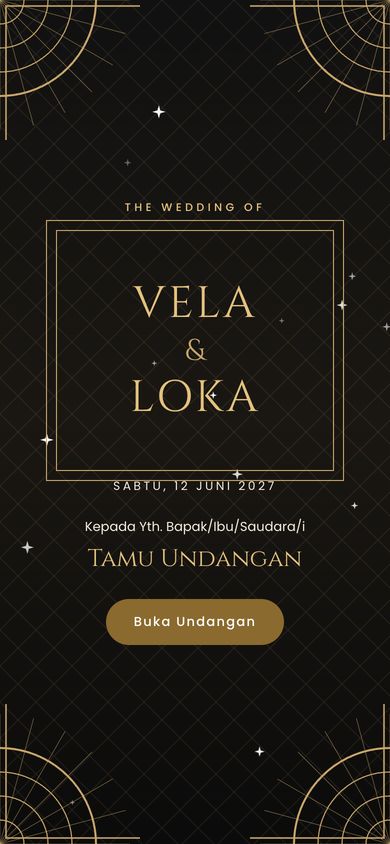 THE WEDDING OF
VELA
&
LOKA
SABTU, 12 JUNI 2027
Kepada Yth. Bapak/Ibu/Saudara/i
Tamu Undangan
Buka Undangan